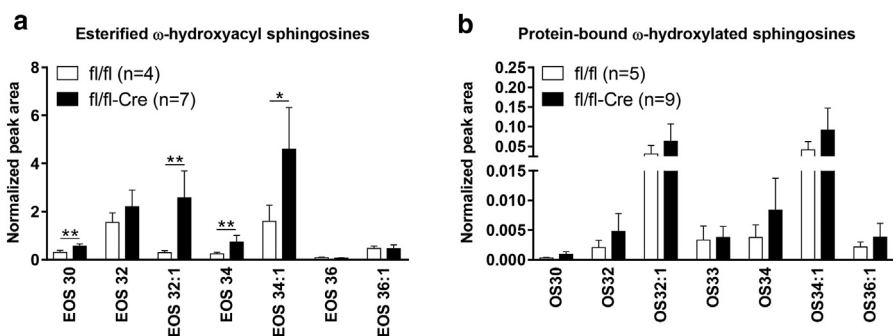 a
Esterified ω-hydroxyacyl sphingosines
fl/fl (n=4)
fl/fl-Cre (n=7)
Normalized peak area
8
6
4
2
0
**
**
**
*
EOS 30
EOS 32
EOS 32:1
EOS 34
EOS 34:1
EOS 36
EOS 36:1
b
Protein-bound ω-hydroxylated sphingosines
fl/fl (n=5)
fl/fl-Cre (n=9)
Normalized peak area
0.25
0.20
0.15
0.10
0.05
0.015
0.010
0.005
0.000
OS30
OS32
OS32:1
OS33
OS34
OS34:1
OS36:1